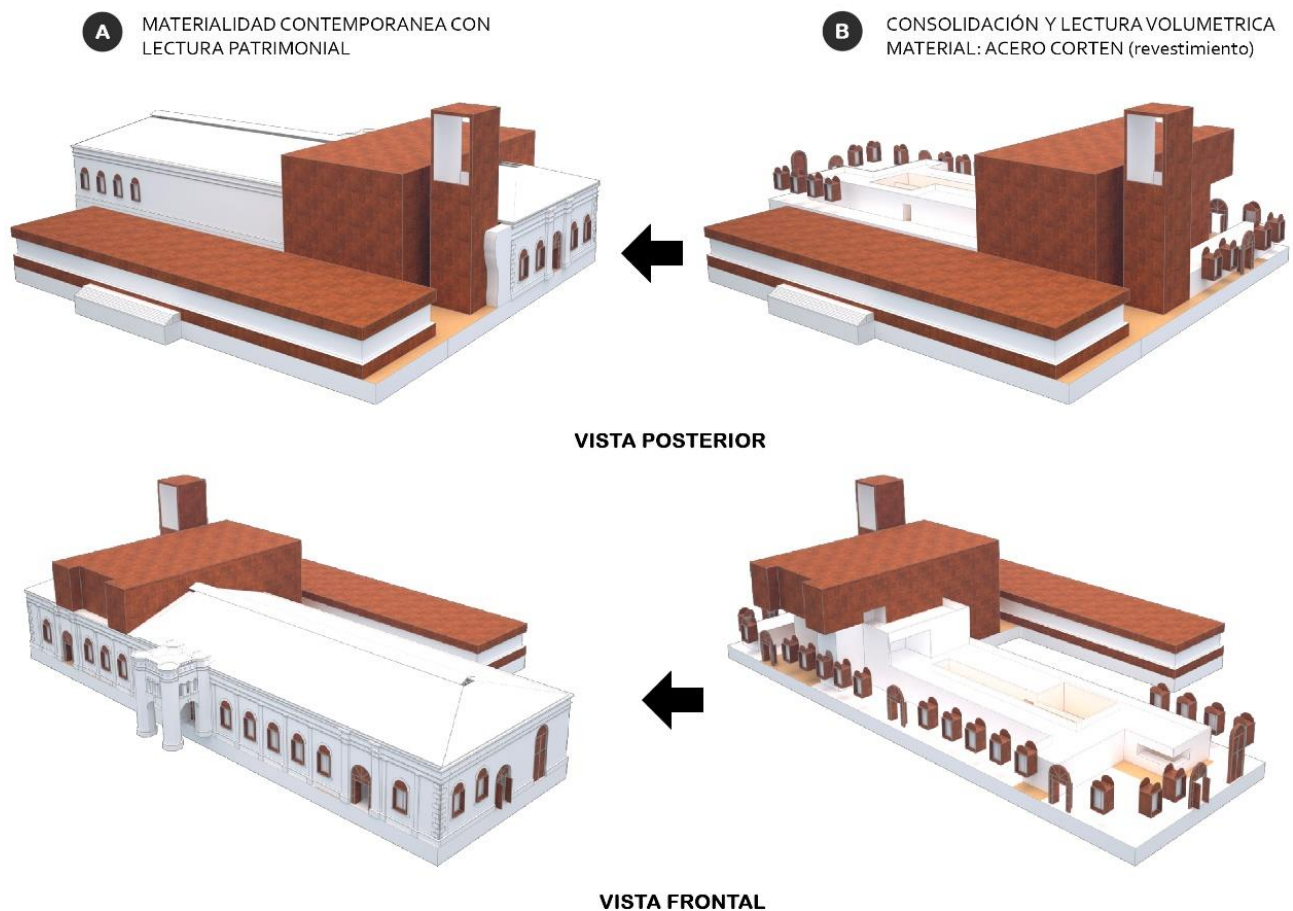 A
MATERIALIDAD CONTEMPORANEA CON
LECTURA PATRIMONIAL
B
CONSOLIDACIÓN Y LECTURA VOLUMETRICA
MATERIAL: ACERO CORTEN (revestimiento)
VISTA POSTERIOR
VISTA FRONTAL